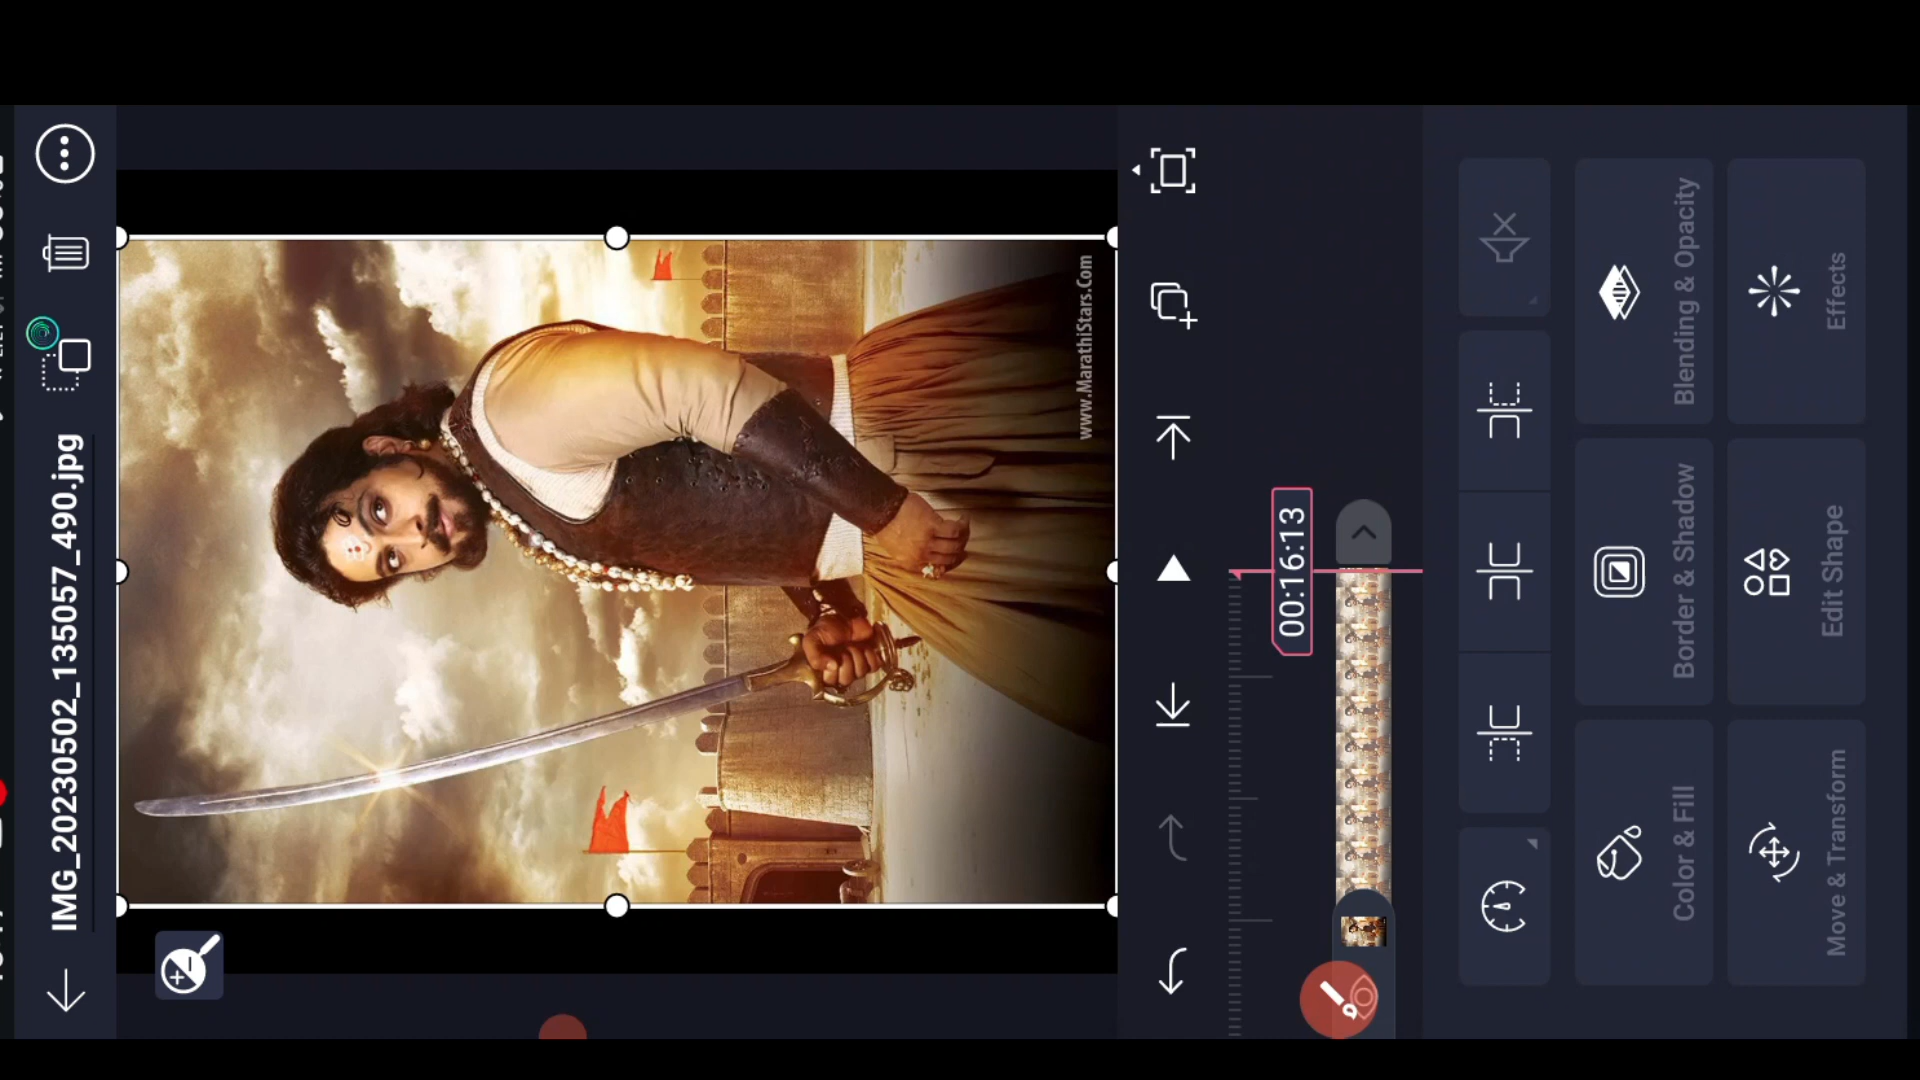 IMG_20230502_135057_490.jpg
www.MarathiStars.Com
00:16:13
Color & Fill
Border & Shadow
Blending & Opacity
Move & Transform
Edit Shape
Effects